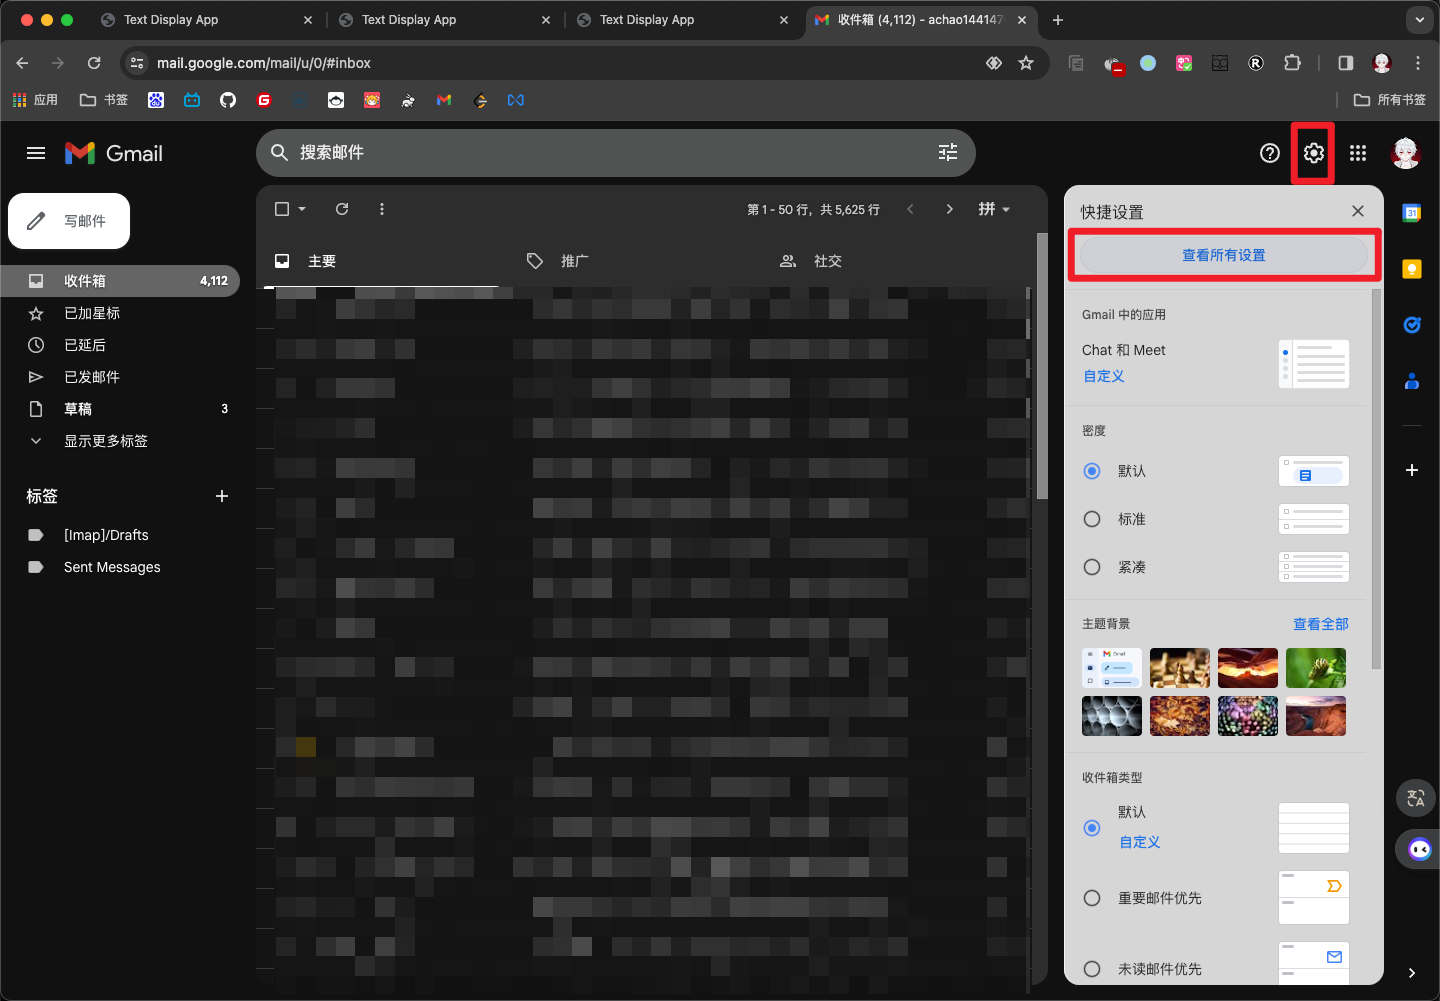 Text Display App
Text Display App
Text Display App
收件箱 (4,112) - achao14414
mail.google.com/mail/u/0/#inbox
应用
书签
所有书签
Gmail
搜索邮件
写邮件
第 1 - 50 行，共 5,625 行
拼
快捷设置
查看所有设置
主要
推广
社交
收件箱
4,112
已加星标
已延后
已发邮件
草稿
3
显示更多标签
标签
[Imap]/Drafts
Sent Messages
Gmail 中的应用
Chat 和 Meet
自定义
密度
默认
标准
紧凑
主题背景
查看全部
收件箱类型
默认
自定义
重要邮件优先
未读邮件优先